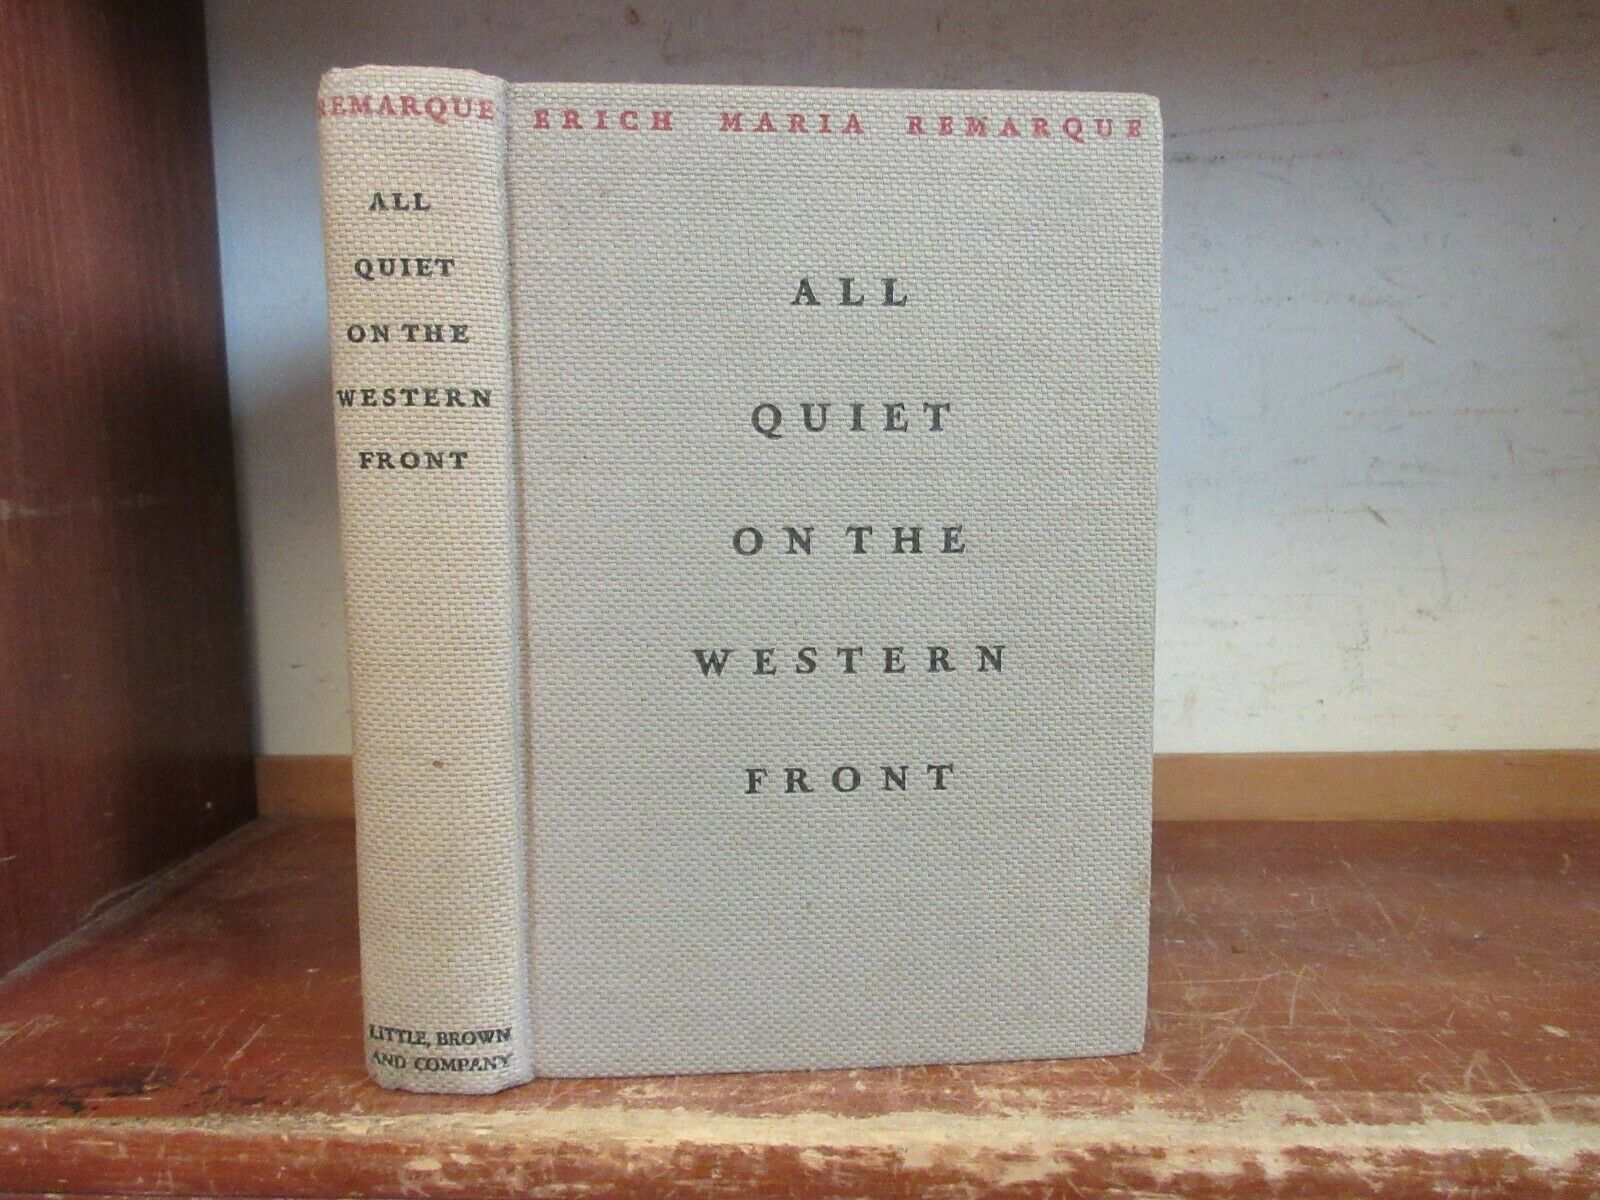 REMARQUE
ALL
QUIET
ON THE
WESTERN
FRONT
LITTLE, BROWN
AND COMPANY
ERICH MARIA REMARQUE
ALL
QUIET
ON THE
WESTERN
FRONT